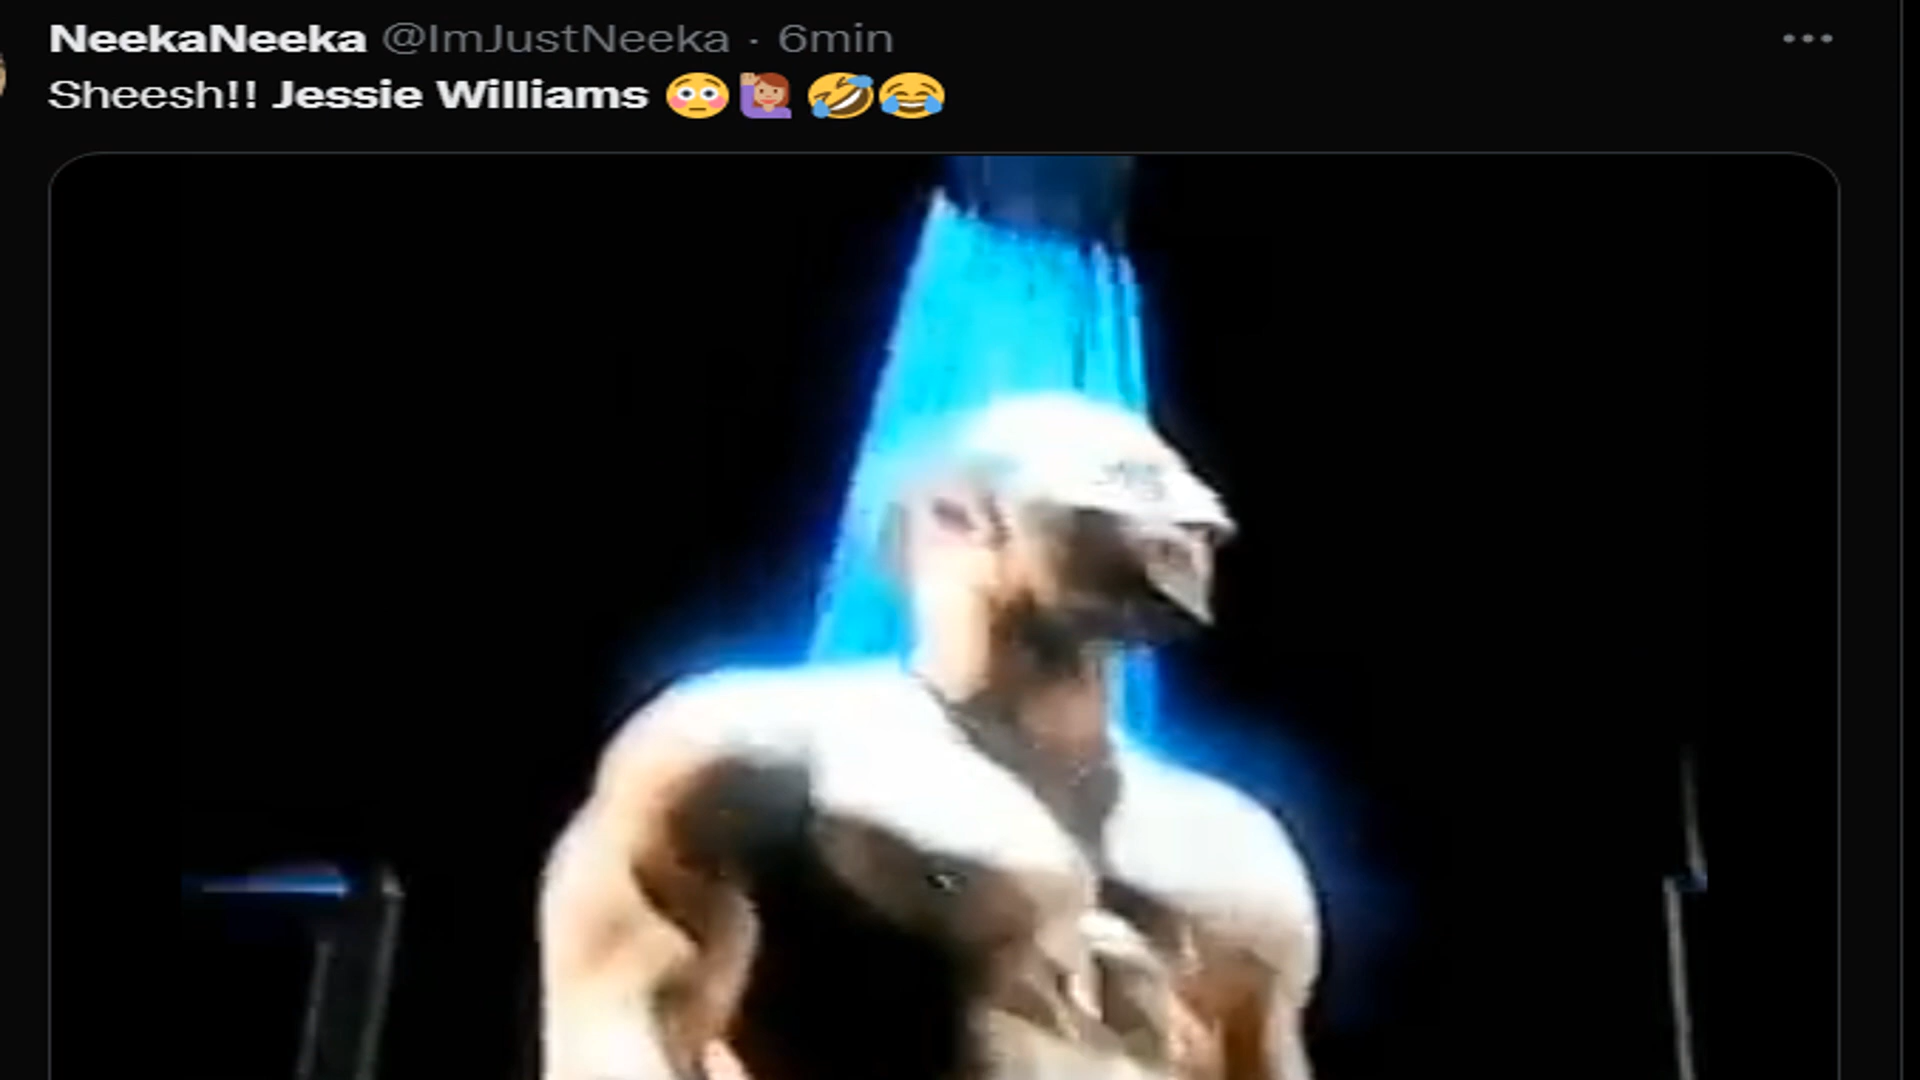 NeekaNeeka @ImJustNeeka · 6min
Sheesh!! Jessie Williams 😳🙋🏽‍♀️ 🤣😂